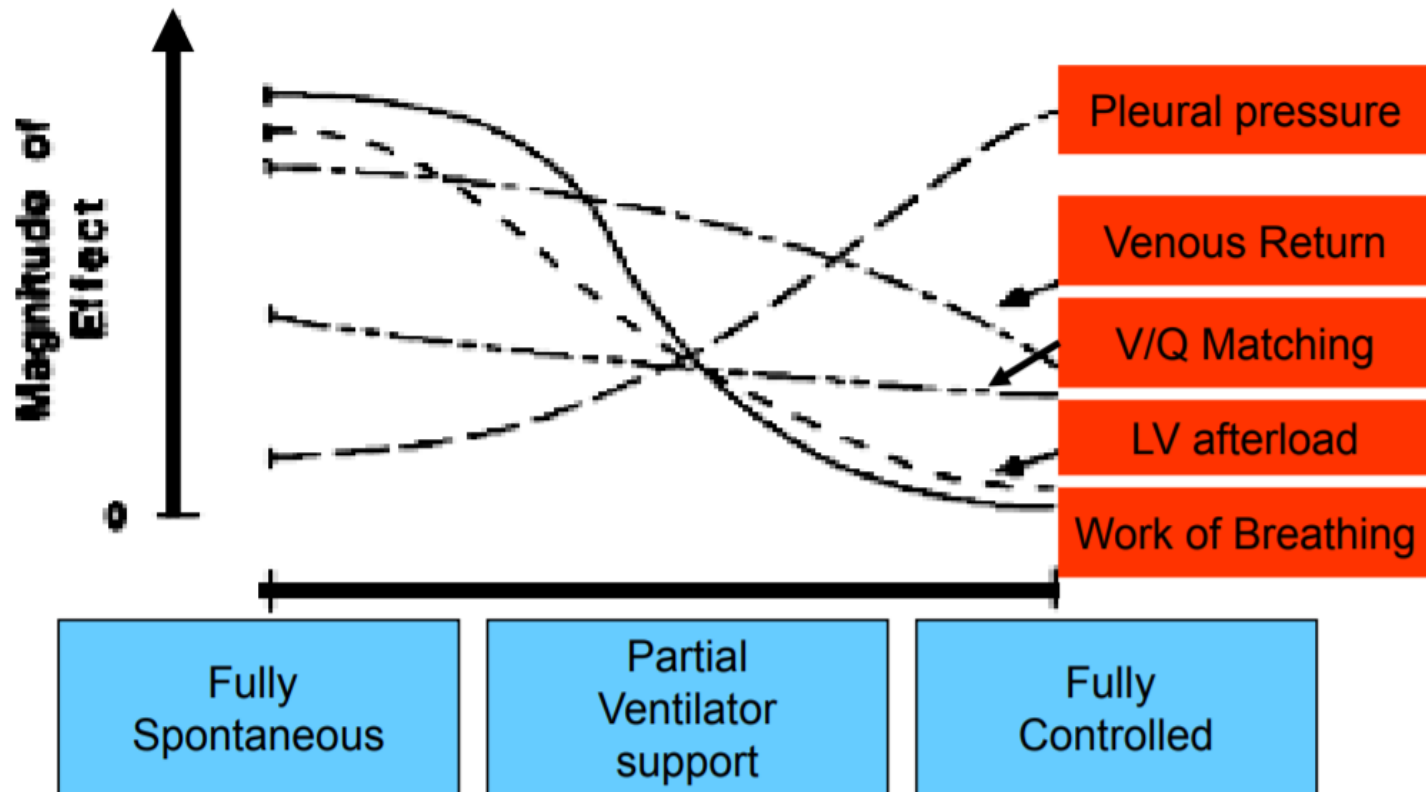 Magnitude of
Effect
0
Pleural pressure
Venous Return
V/Q Matching
LV afterload
Work of Breathing
Fully
Spontaneous
Partial
Ventilator
support
Fully
Controlled